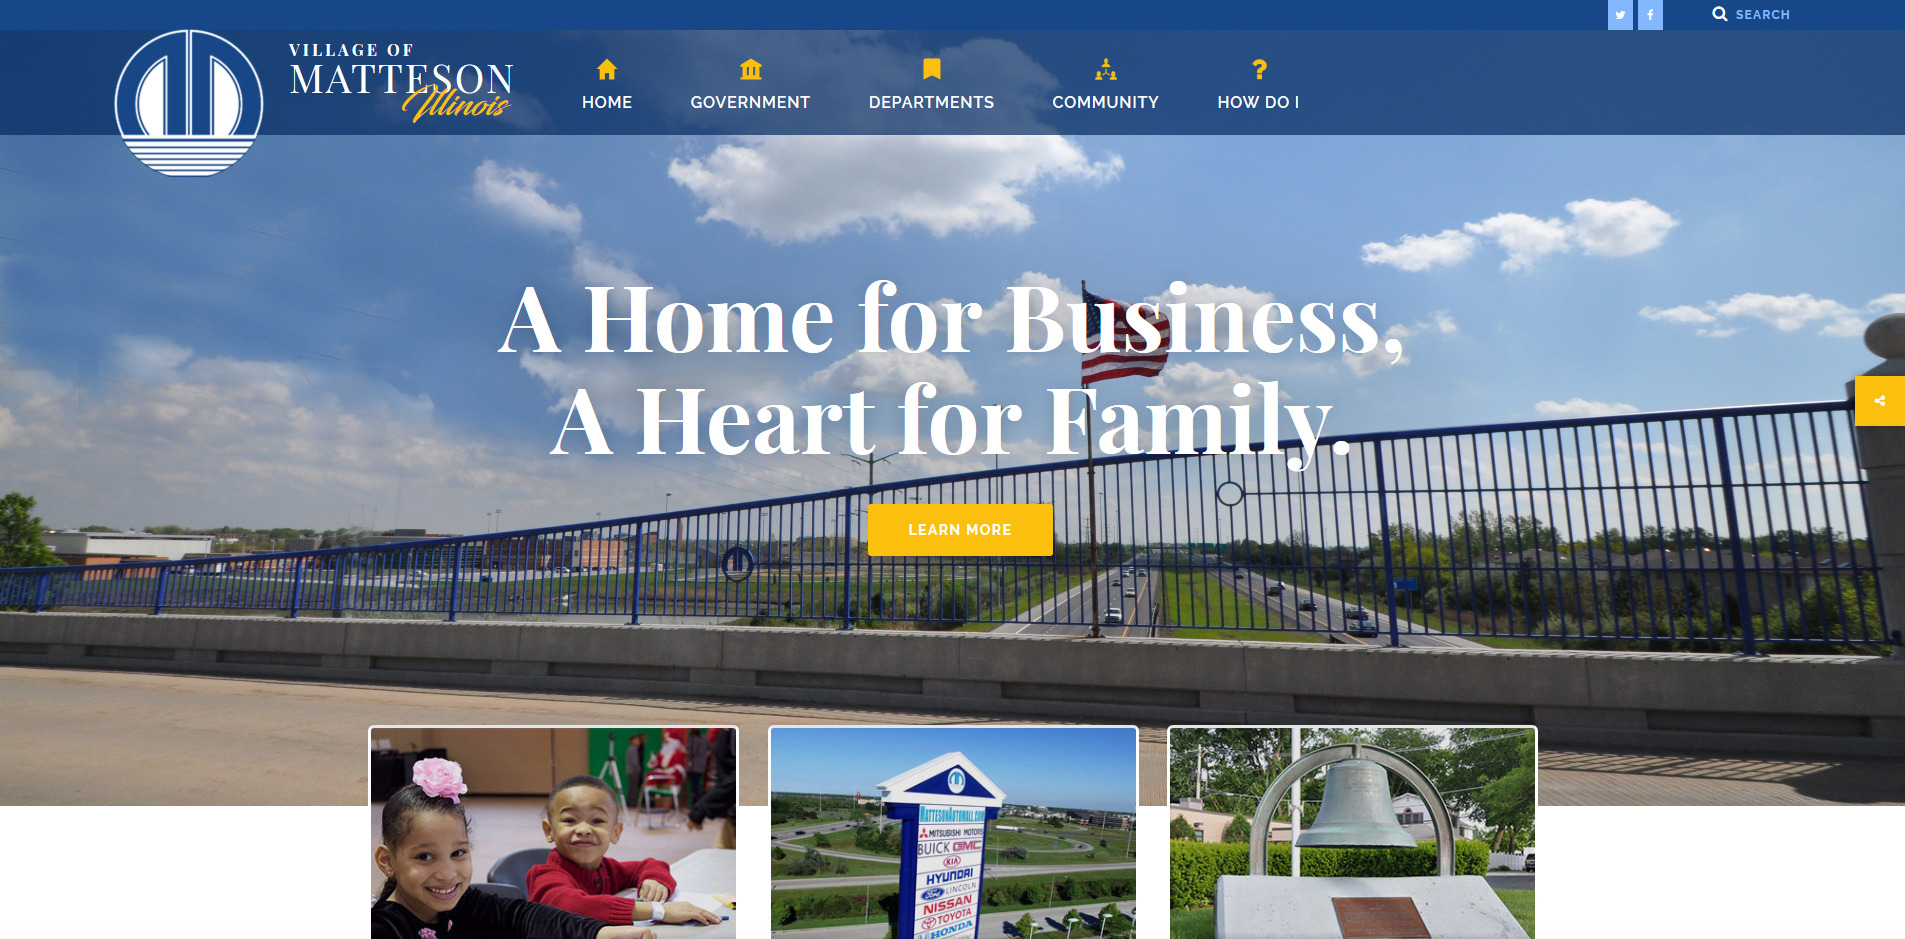 SEARCH
VILLAGE OF
MATTESON
Illinois
HOME
GOVERNMENT
DEPARTMENTS
COMMUNITY
HOW DO I
A Home for Business,
A Heart for Family.
LEARN MORE
MATTESONAUTOMALL.COM
MITSUBISHI MOTORS
BUICK GMC
KIA
HYUNDAI
Ford LINCOLN
NISSAN
TOYOTA
HONDA